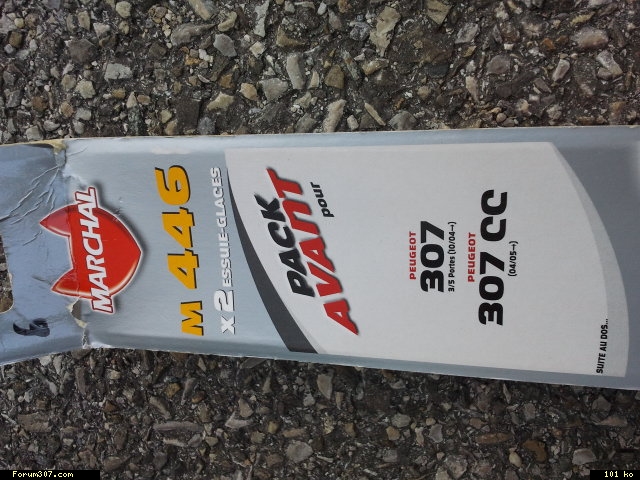 MARCHAL
M 446
x 2 ESSUIE-GLACES
PACK
AVANT
pour
PEUGEOT
307
3/5 Portes (10/04→)
PEUGEOT
307 CC
(04/05→)
SUITE AU DOS...
Forum307.com
101 ko